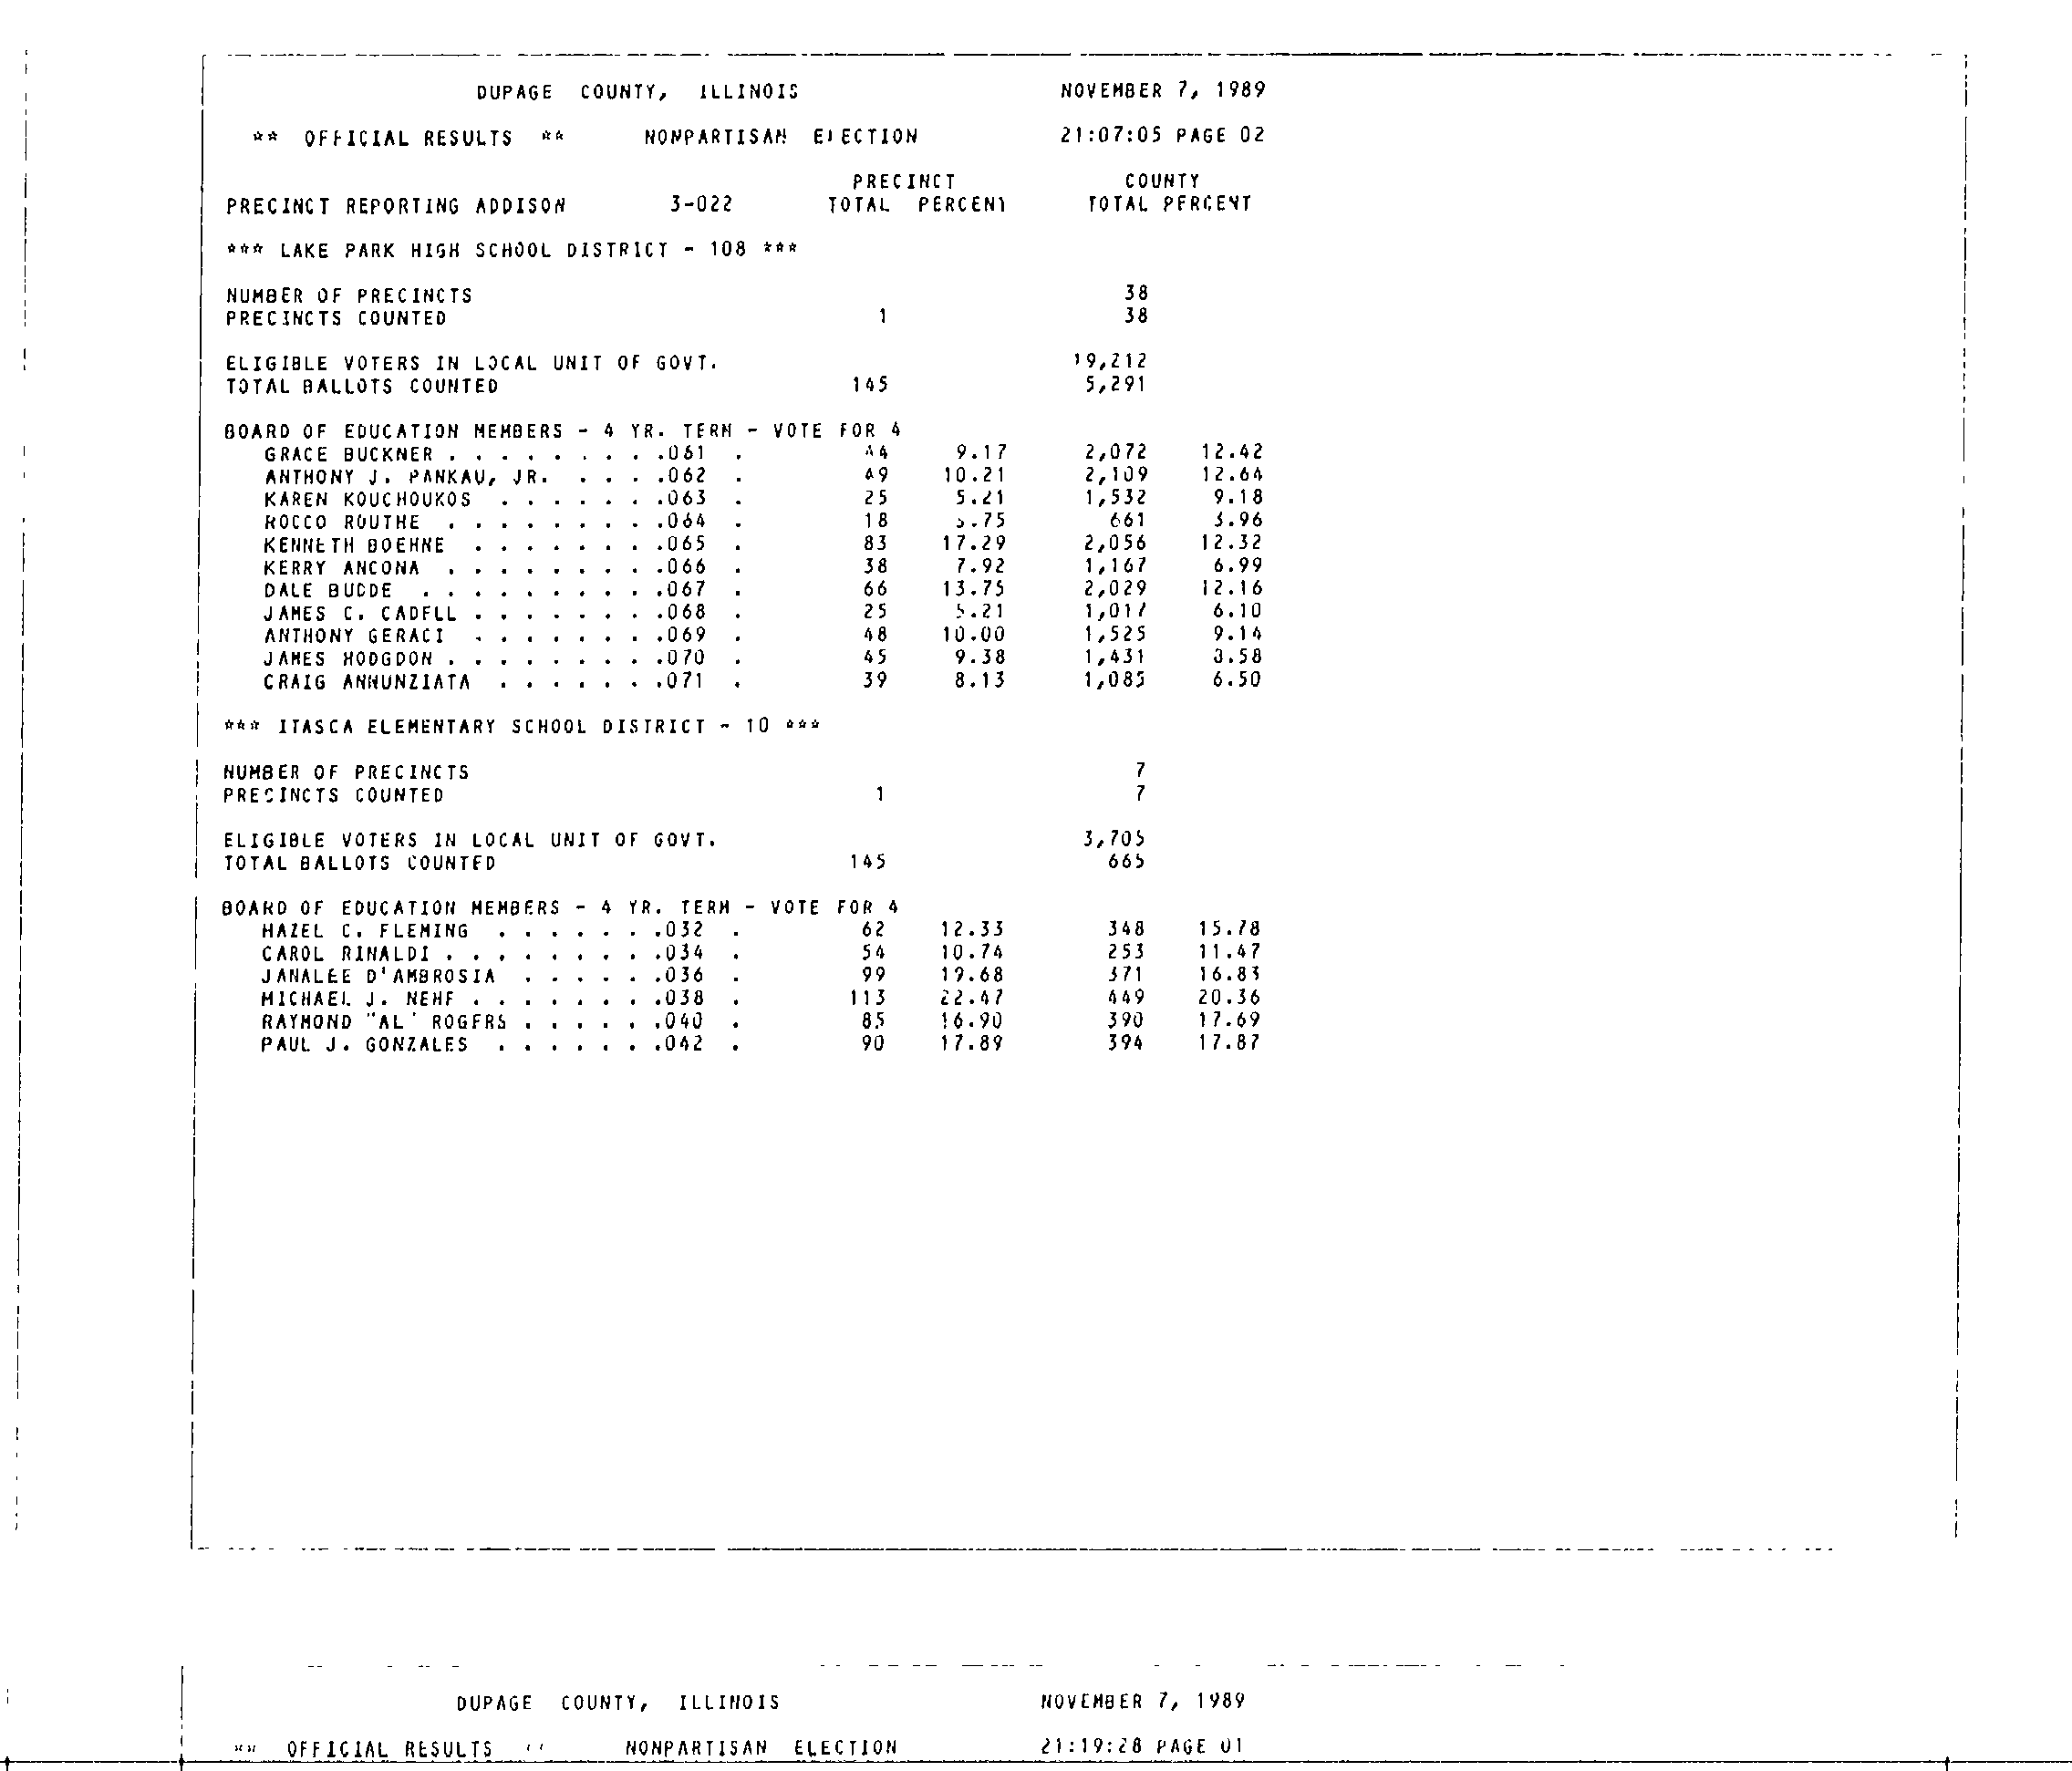 DUPAGE COUNTY, ILLINOIS NOVEMBER 7, 1989
** OFFICIAL RESULTS ** NONPARTISAN ELECTION 21:07:05 PAGE 02
PRECINCT COUNTY
PRECINCT REPORTING ADDISON 3-022 TOTAL PERCENT TOTAL PERCENT
*** LAKE PARK HIGH SCHOOL DISTRICT - 108 ***
NUMBER OF PRECINCTS 38
PRECINCTS COUNTED 1 38
ELIGIBLE VOTERS IN LOCAL UNIT OF GOVT. 19,212
TOTAL BALLOTS COUNTED 145 5,291
BOARD OF EDUCATION MEMBERS - 4 YR. TERM - VOTE FOR 4
GRACE BUCKNER . . . . . . . . .061 . 44 9.17 2,072 12.42
ANTHONY J. PANKAU, JR. . . . .062 . 49 10.21 2,109 12.64
KAREN KOUCHOUKOS . . . . . . .063 . 25 5.21 1,532 9.18
ROCCO ROUTHE . . . . . . . . .064 . 18 3.75 661 3.96
KENNETH BOEHNE . . . . . . . .065 . 83 17.29 2,056 12.32
KERRY ANCONA . . . . . . . . .066 . 38 7.92 1,167 6.99
DALE BUDDE . . . . . . . . . .067 . 66 13.75 2,029 12.16
JAMES C. CADELL . . . . . . . .068 . 25 5.21 1,017 6.10
ANTHONY GERACI . . . . . . . .069 . 48 10.00 1,525 9.14
JAMES HODGDON . . . . . . . . .070 . 45 9.38 1,431 8.58
CRAIG ANNUNZIATA . . . . . . .071 . 39 8.13 1,085 6.50
*** ITASCA ELEMENTARY SCHOOL DISTRICT - 10 ***
NUMBER OF PRECINCTS 7
PRECINCTS COUNTED 1 7
ELIGIBLE VOTERS IN LOCAL UNIT OF GOVT. 3,705
TOTAL BALLOTS COUNTED 145 665
BOARD OF EDUCATION MEMBERS - 4 YR. TERM - VOTE FOR 4
HAZEL C. FLEMING . . . . . . .032 . 62 12.33 348 15.78
CAROL RINALDI . . . . . . . . .034 . 54 10.74 253 11.47
JANALEE D'AMBROSIA . . . . . .036 . 99 19.68 371 16.83
MICHAEL J. NEHF . . . . . . . .038 . 113 22.47 449 20.36
RAYMOND "AL" ROGERS . . . . . .040 . 85 16.90 390 17.69
PAUL J. GONZALES . . . . . . .042 . 90 17.89 394 17.87
DUPAGE COUNTY, ILLINOIS NOVEMBER 7, 1989
** OFFICIAL RESULTS ** NONPARTISAN ELECTION 21:19:28 PAGE 01